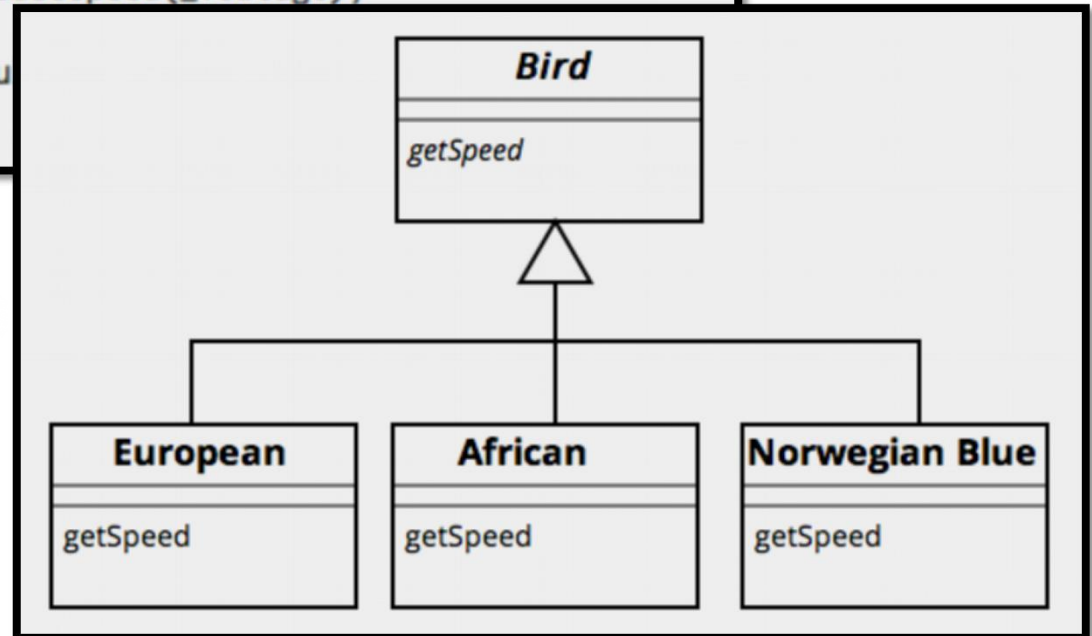 Bird
getSpeed
European
getSpeed
African
getSpeed
Norwegian Blue
getSpeed